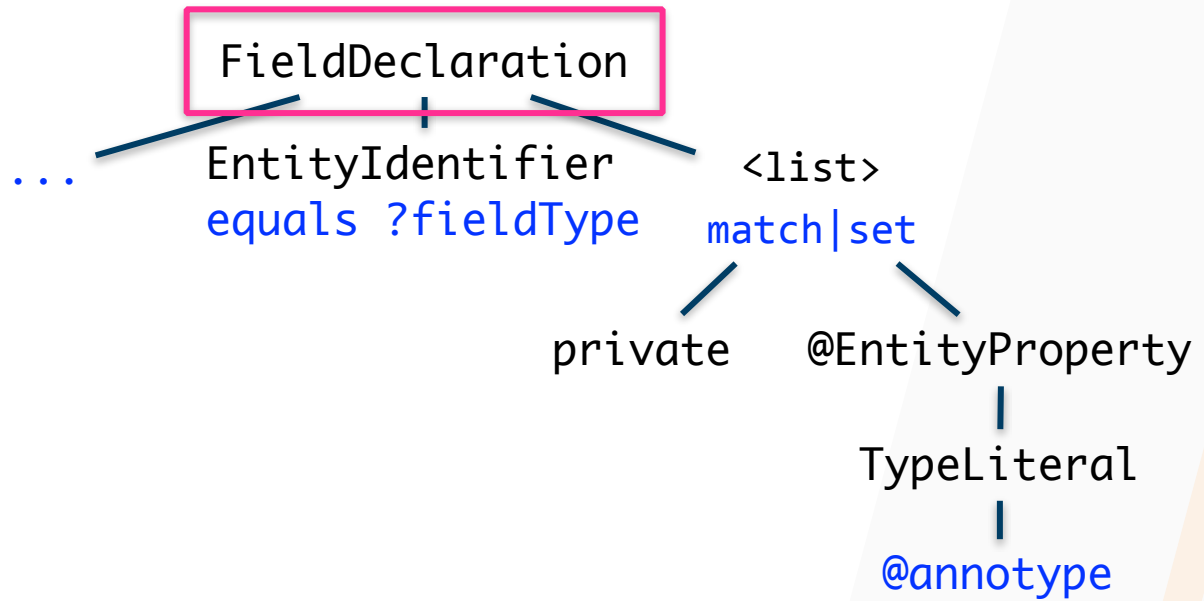 FieldDeclaration
... EntityIdentifier <list>
equals ?fieldType match|set
private @EntityProperty
TypeLiteral
@annotype